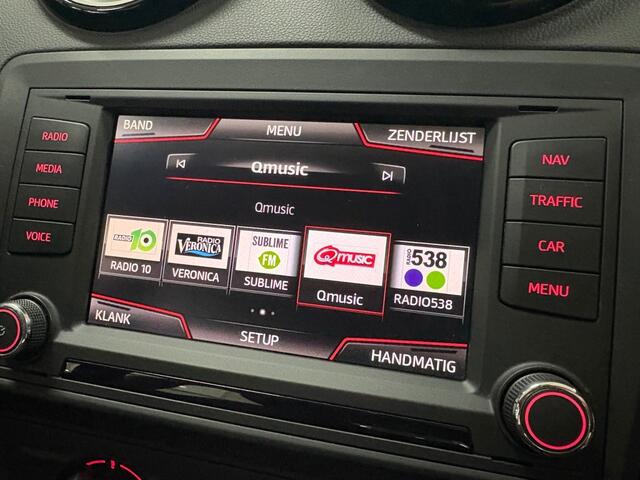 RADIO
MEDIA
PHONE
VOICE
BAND
MENU
ZENDERLIJST
Qmusic
Qmusic
RADIO 10
RADIO 10
RADIO
VERONICA
VERONICA
SUBLIME
FM
SUBLIME
Qmusic
Qmusic
RADIO 538
RADIO538
KLANK
SETUP
HANDMATIG
NAV
TRAFFIC
CAR
MENU